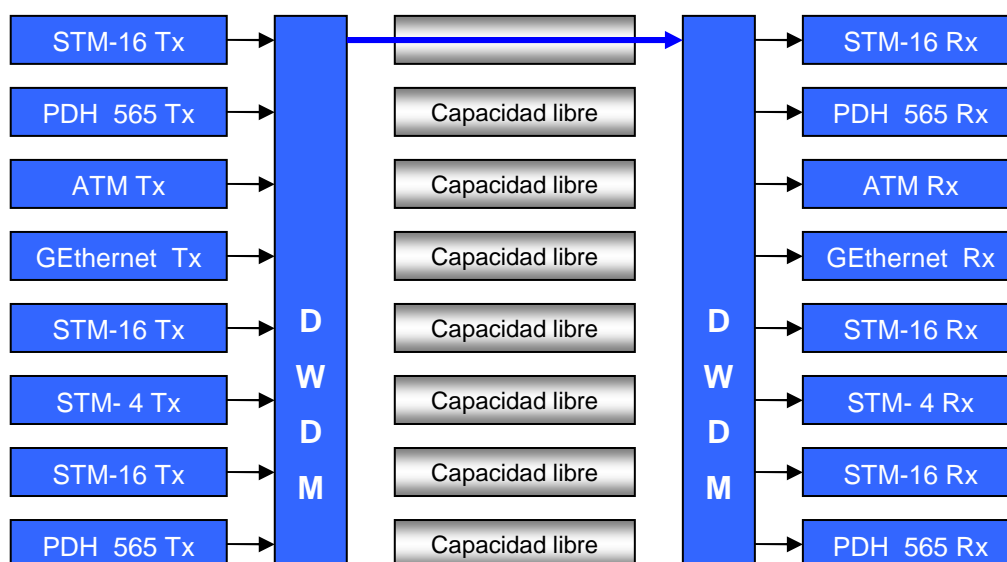 STM-16 Tx
STM-16 Rx
PDH 565 Tx
Capacidad libre
PDH 565 Rx
ATM Tx
Capacidad libre
ATM Rx
GEthernet Tx
Capacidad libre
GEthernet Rx
STM-16 Tx
Capacidad libre
STM-16 Rx
STM- 4 Tx
Capacidad libre
STM- 4 Rx
STM-16 Tx
Capacidad libre
STM-16 Rx
PDH 565 Tx
Capacidad libre
PDH 565 Rx
D
W
D
M
D
W
D
M